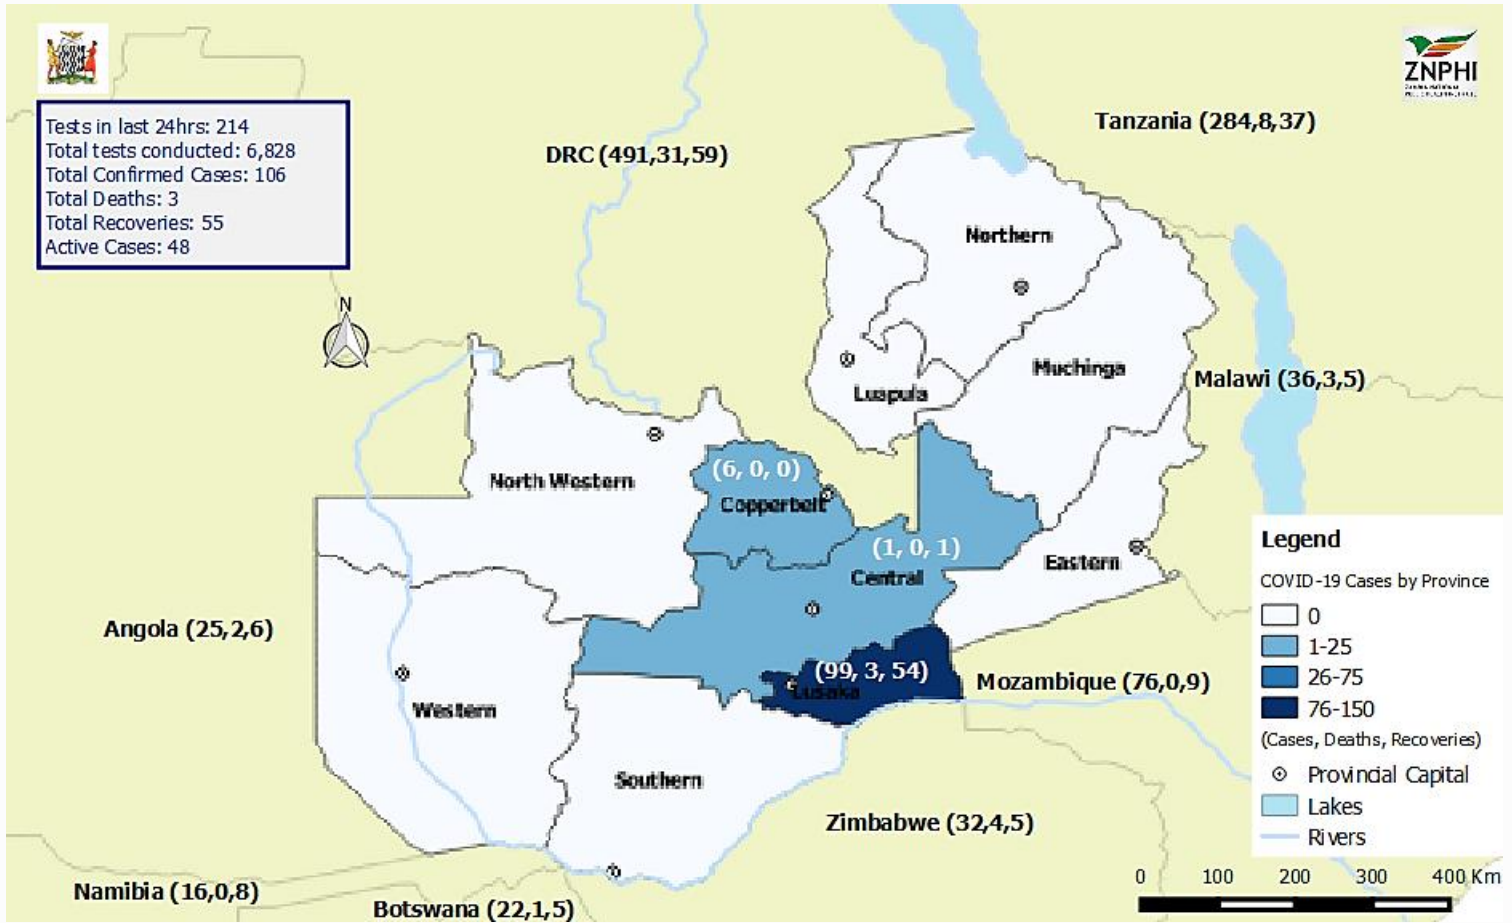 Tests in last 24hrs: 214
Total tests conducted: 6,828
Total Confirmed Cases: 106
Total Deaths: 3
Total Recoveries: 55
Active Cases: 48
ZNPHI
Tanzania (284,8,37)
DRC (491,31,59)
Northern
N
Muchinga
Malawi (36,3,5)
Luapula
(6, 0, 0)
North Western
Copperbelt
(1, 0, 1)
Central
Eastern
Angola (25,2,6)
(99, 3, 54)
Lusaka
Mozambique (76,0,9)
Western
Southern
Zimbabwe (32,4,5)
Namibia (16,0,8)
Botswana (22,1,5)
Legend
COVID-19 Cases by Province
0
1-25
26-75
76-150
(Cases, Deaths, Recoveries)
Provincial Capital
Lakes
Rivers
0 100 200 300 400 Km